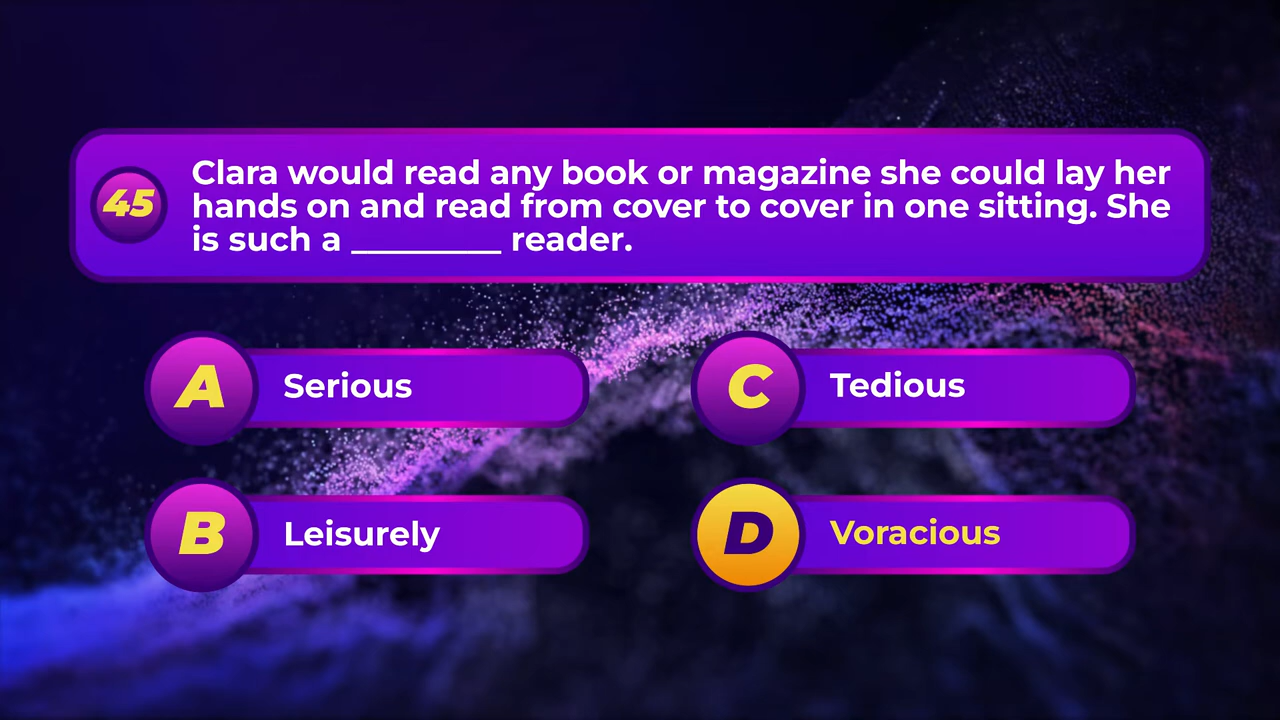 45
Clara would read any book or magazine she could lay her
hands on and read from cover to cover in one sitting. She
is such a _________ reader.
A Serious
B Leisurely
C Tedious
D Voracious